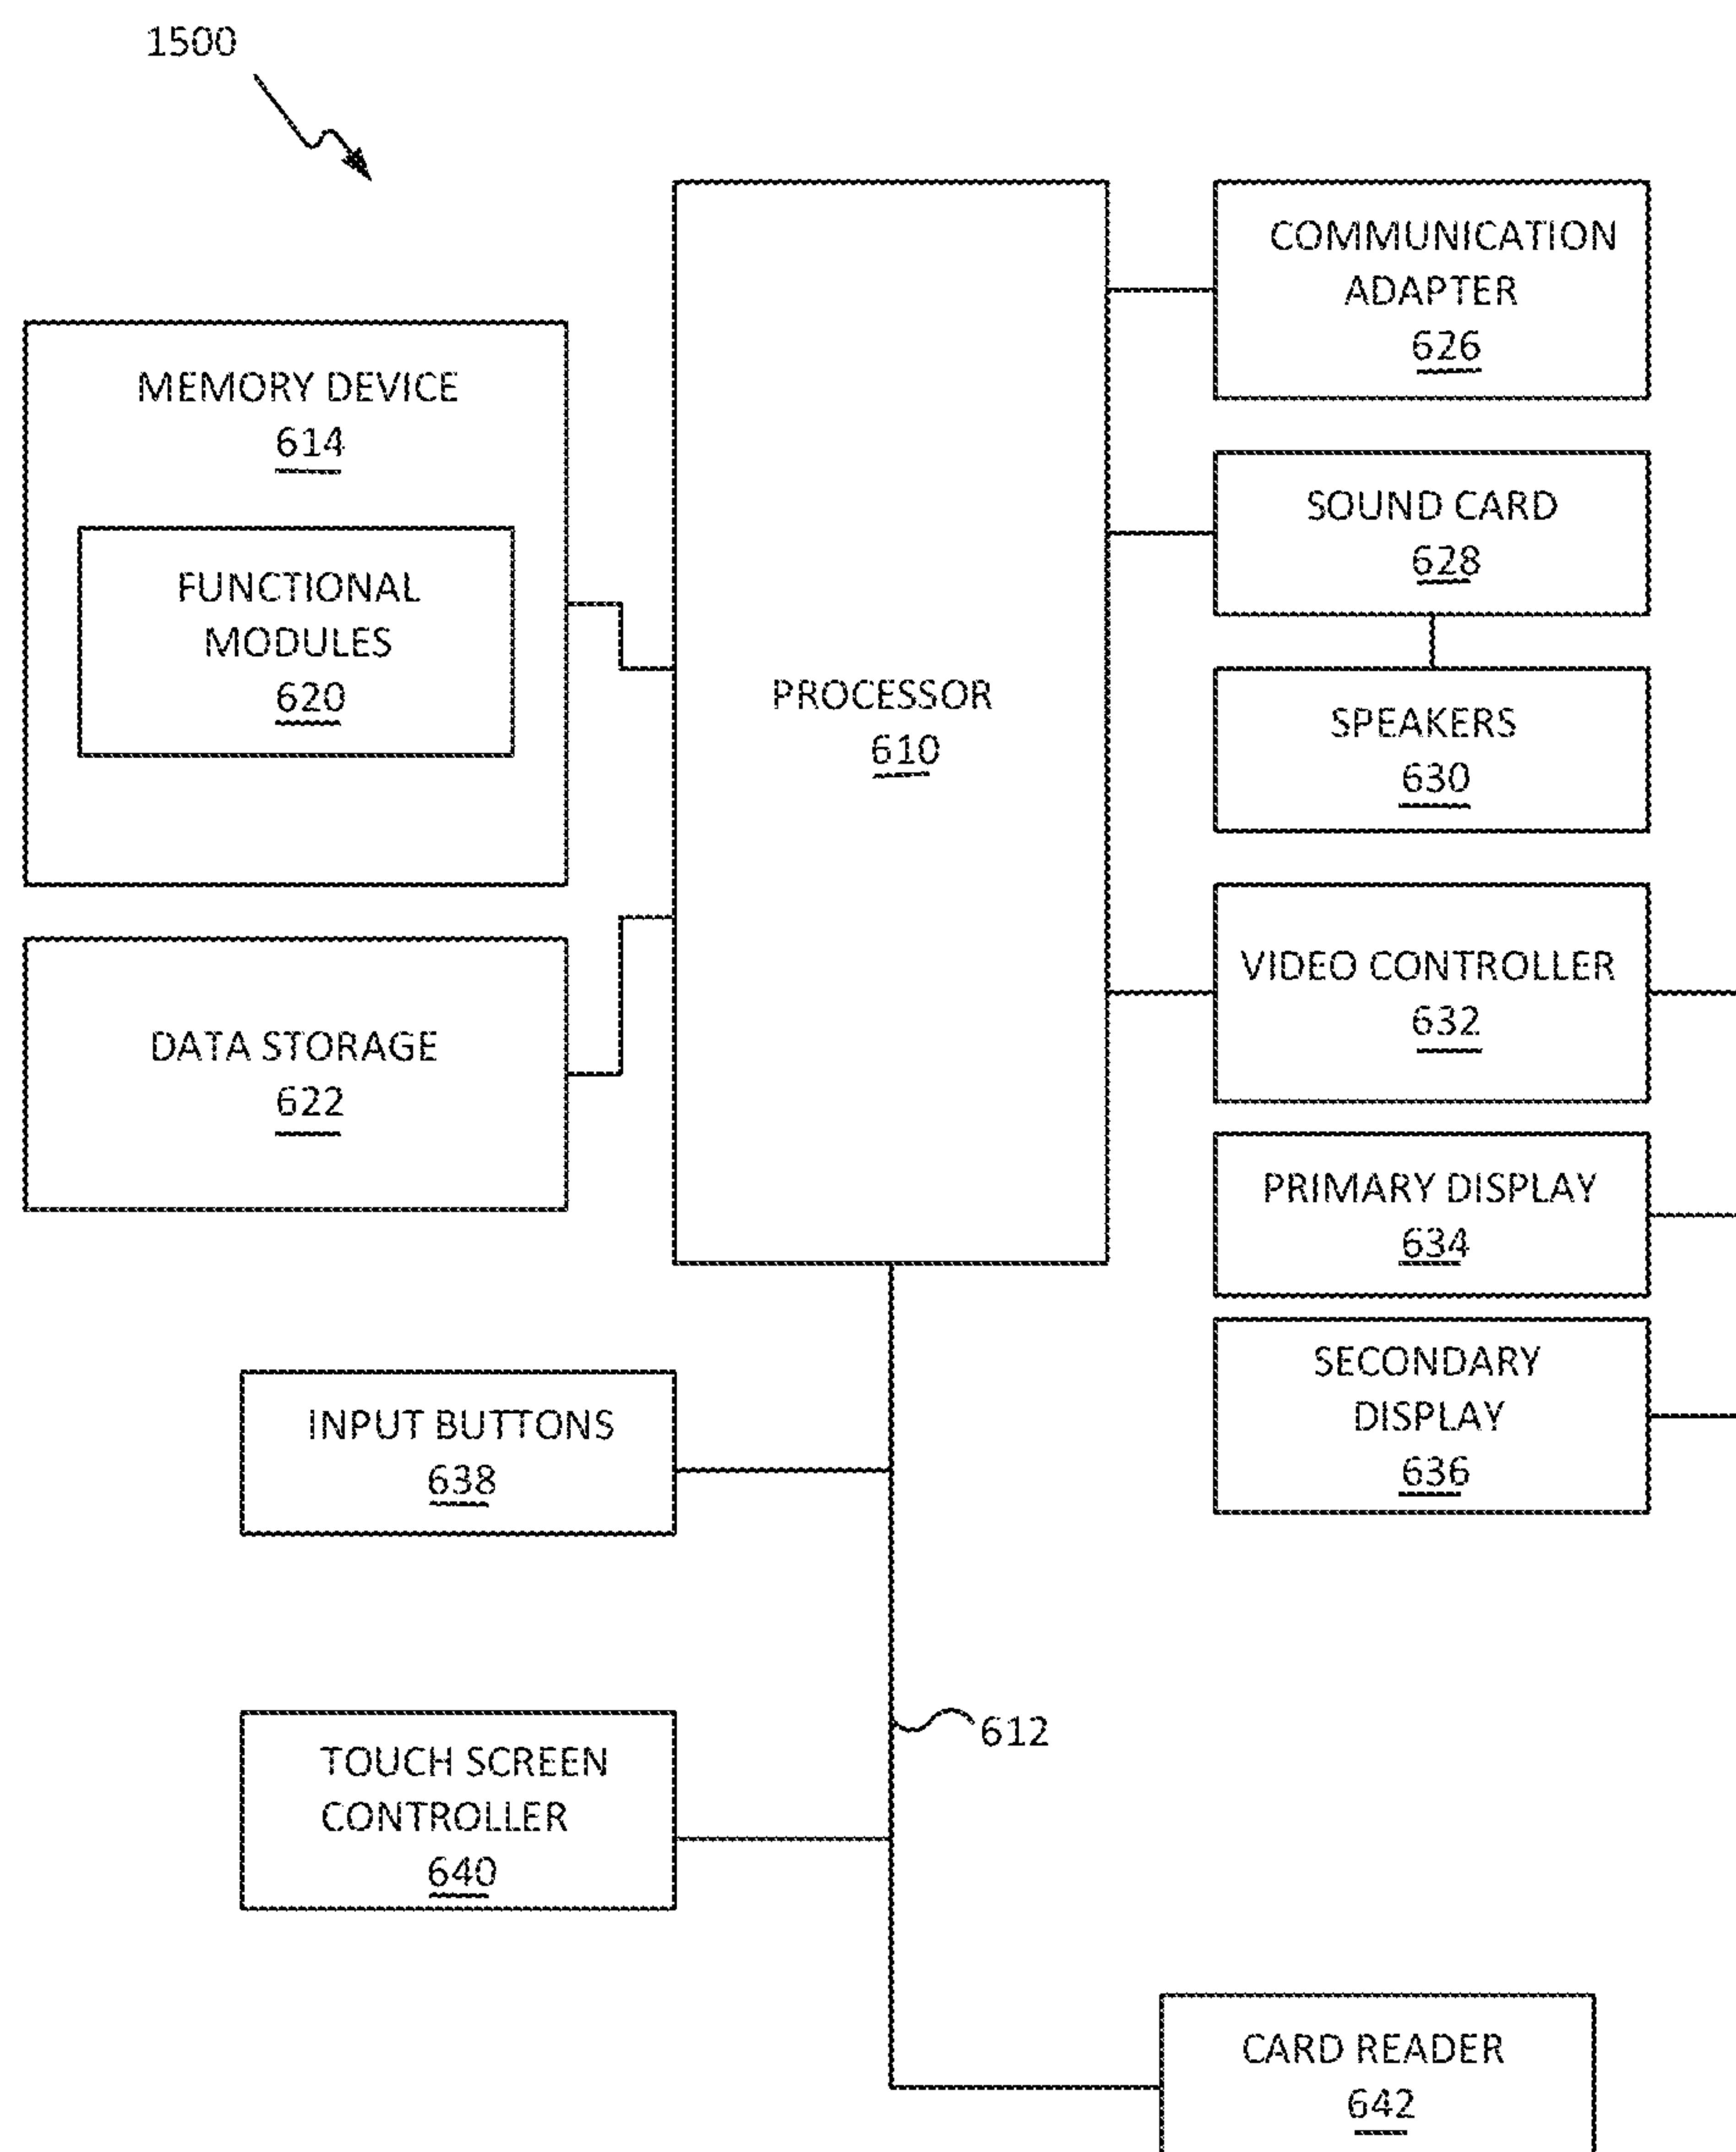 1500
COMMUNICATION
ADAPTER
626
MEMORY DEVICE
614
FUNCTIONAL
MODULES
620
SOUND CARD
628
PROCESSOR
610
SPEAKERS
630
VIDEO CONTROLLER
632
DATA STORAGE
622
PRIMARY DISPLAY
634
SECONDARY
DISPLAY
636
INPUT BUTTONS
638
612
TOUCH SCREEN
CONTROLLER
640
CARD READER
642